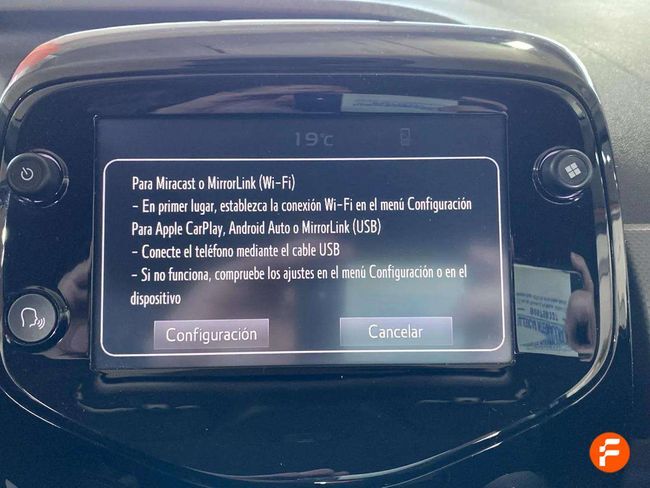 19°C
Para Miracast o MirrorLink (Wi-Fi)
- En primer lugar, establezca la conexión Wi-Fi en el menú Configuración
Para Apple CarPlay, Android Auto o MirrorLink (USB)
- Conecte el teléfono mediante el cable USB
- Si no funciona, compruebe los ajustes en el menú Configuración o en el
dispositivo
Configuración
Cancelar